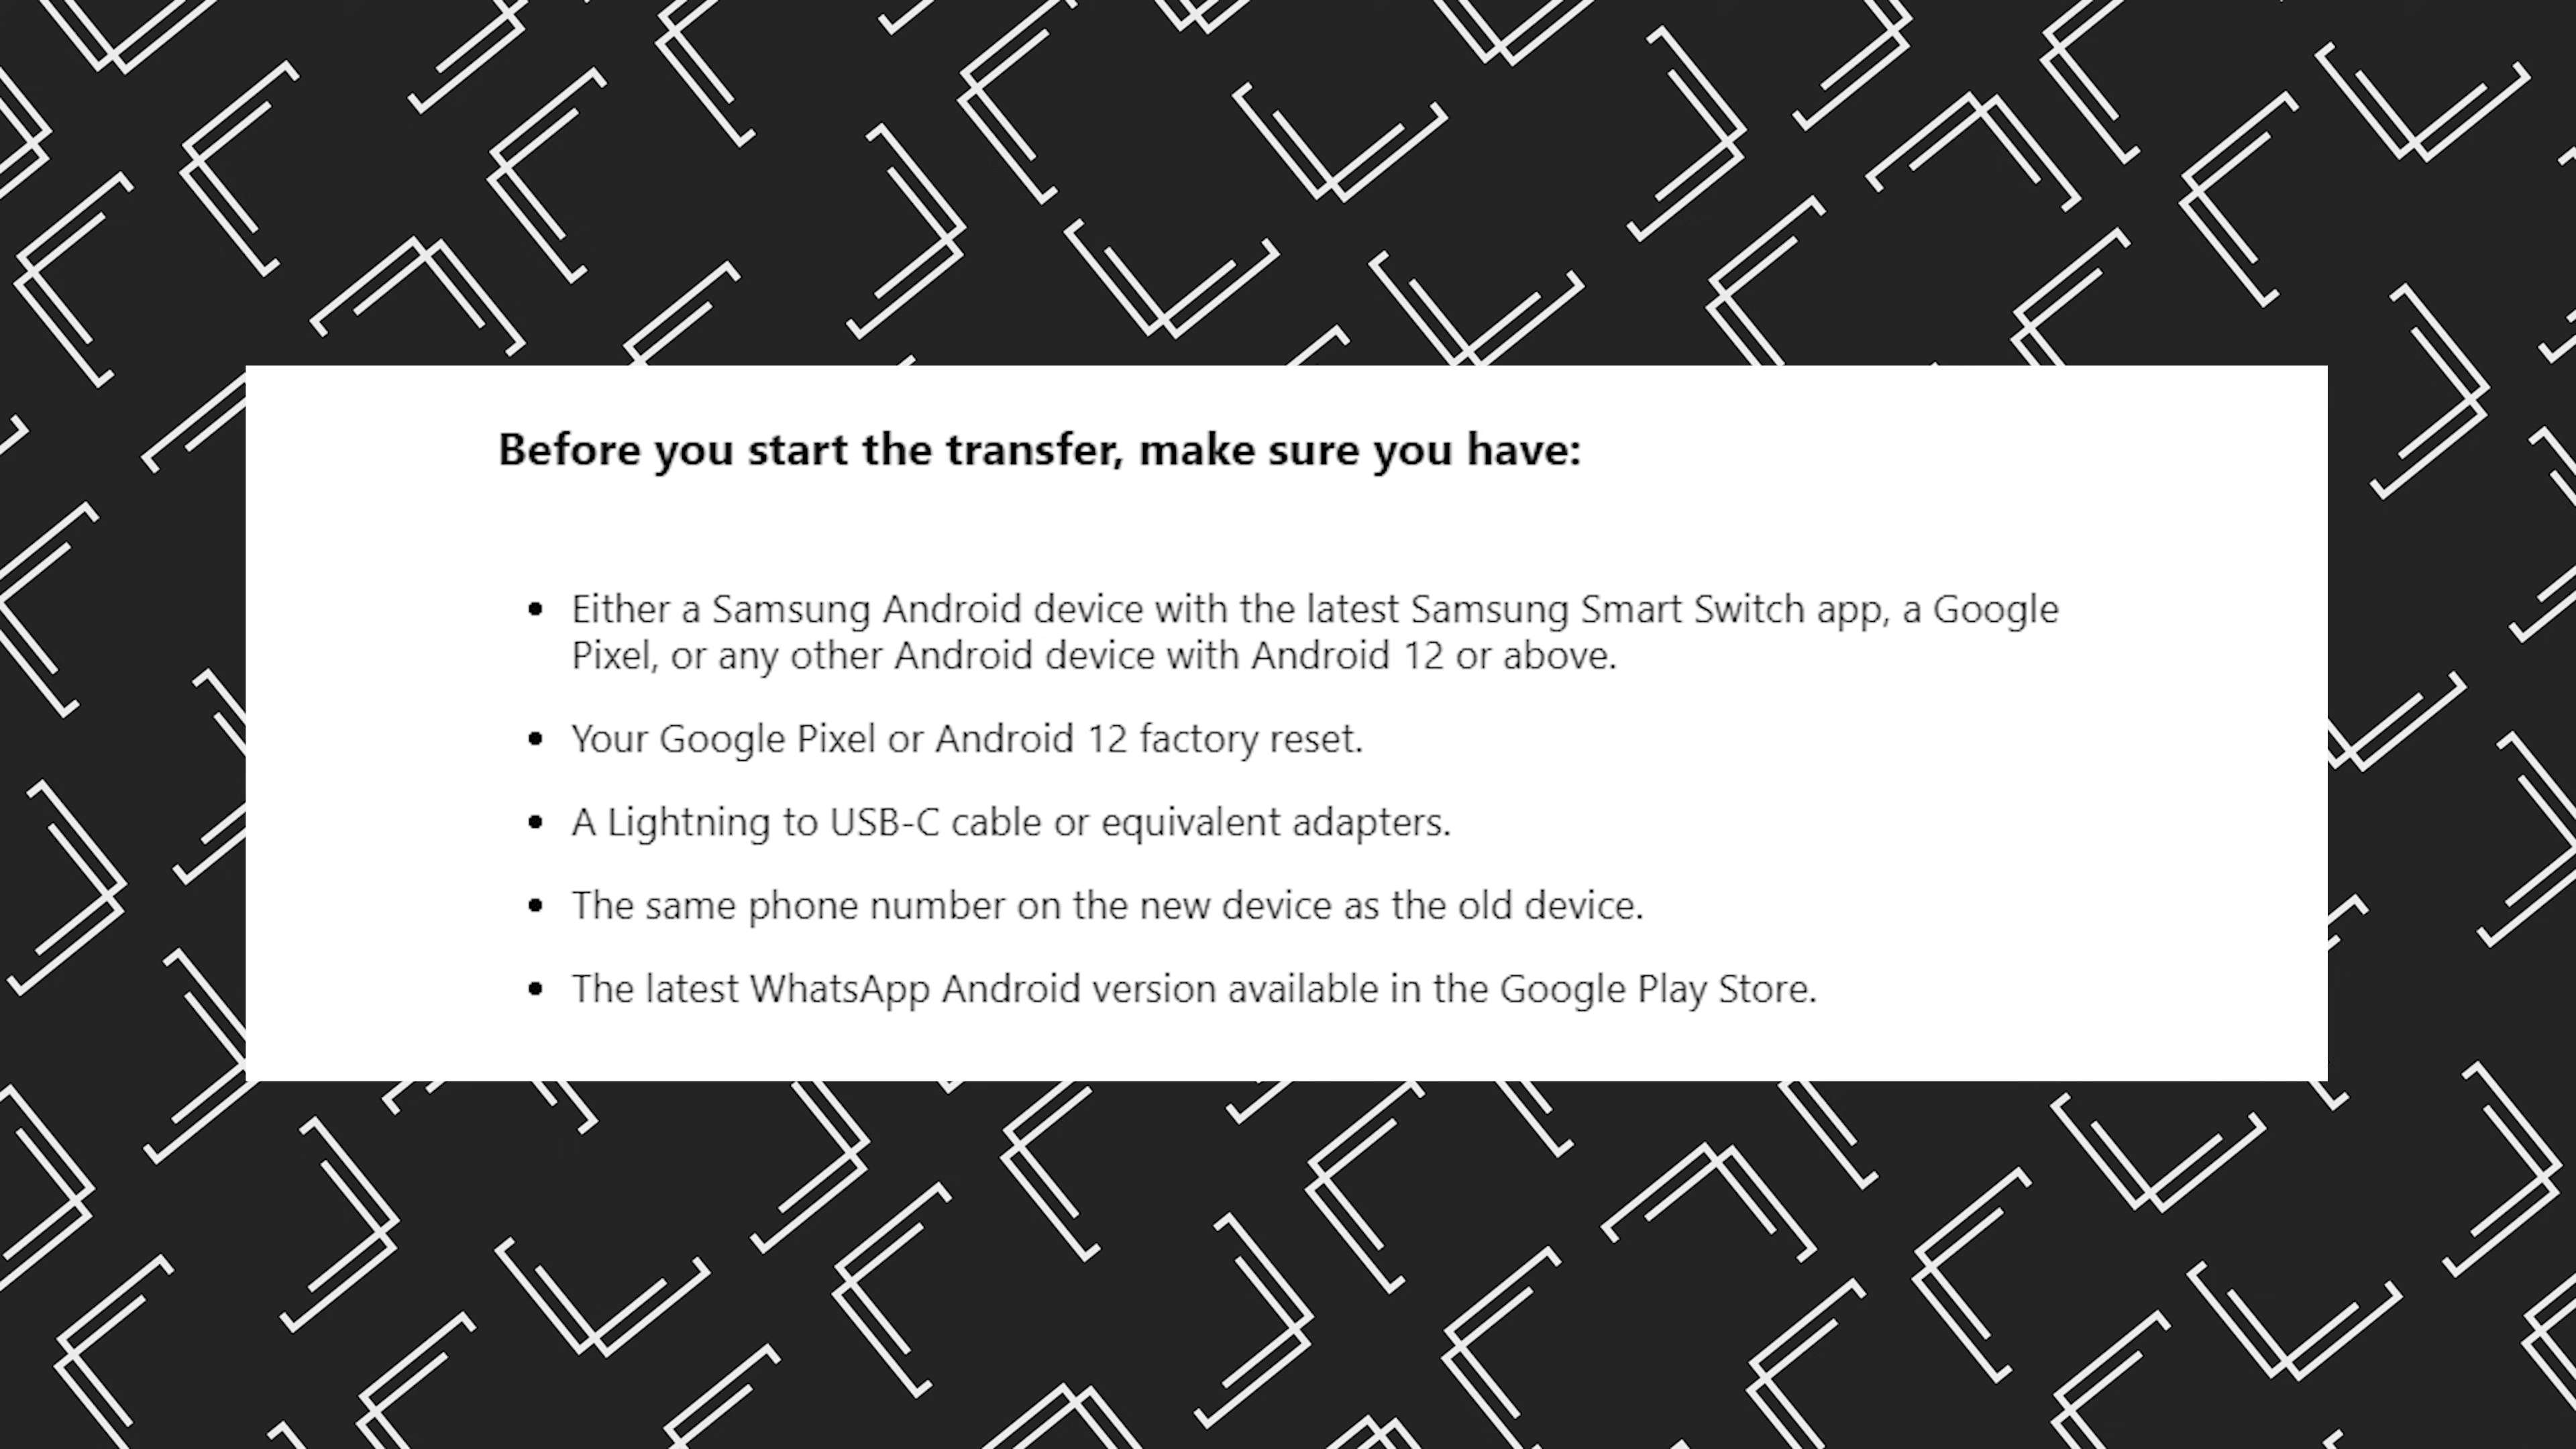 Before you start the transfer, make sure you have:
• Either a Samsung Android device with the latest Samsung Smart Switch app, a Google
Pixel, or any other Android device with Android 12 or above.
• Your Google Pixel or Android 12 factory reset.
• A Lightning to USB-C cable or equivalent adapters.
• The same phone number on the new device as the old device.
• The latest WhatsApp Android version available in the Google Play Store.